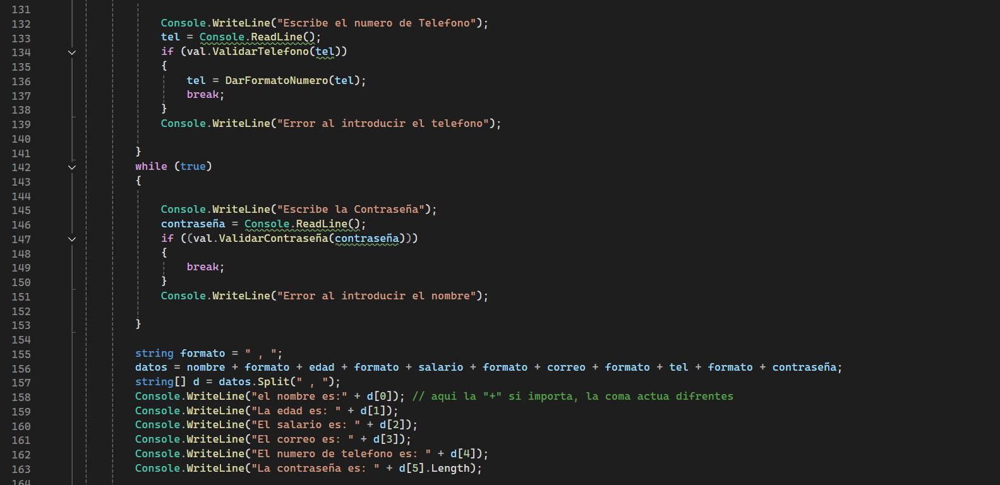 131
132 Console.WriteLine("Escribe el numero de Telefono");
133 tel = Console.ReadLine();
134 if (val.ValidarTelefono(tel))
135 {
136 tel = DarFormatoNumero(tel);
137 break;
138 }
139 Console.WriteLine("Error al introducir el telefono");
140
141 }
142 while (true)
143 {
144
145 Console.WriteLine("Escribe la Contraseña");
146 contraseña = Console.ReadLine();
147 if ((val.ValidarContraseña(contraseña)))
148 {
149 break;
150 }
151 Console.WriteLine("Error al introducir el nombre");
152
153 }
154
155 string formato = " , ";
156 datos = nombre + formato + edad + formato + salario + formato + correo + formato + tel + formato + contraseña;
157 string[] d = datos.Split(" , ");
158 Console.WriteLine("el nombre es:" + d[0]); // aqui la "+" si importa, la coma actua difrentes
159 Console.WriteLine("La edad es: " + d[1]);
160 Console.WriteLine("El salario es: " + d[2]);
161 Console.WriteLine("El correo es: " + d[3]);
162 Console.WriteLine("El numero de telefono es: " + d[4]);
163 Console.WriteLine("La contraseña es: " + d[5].Length);
164